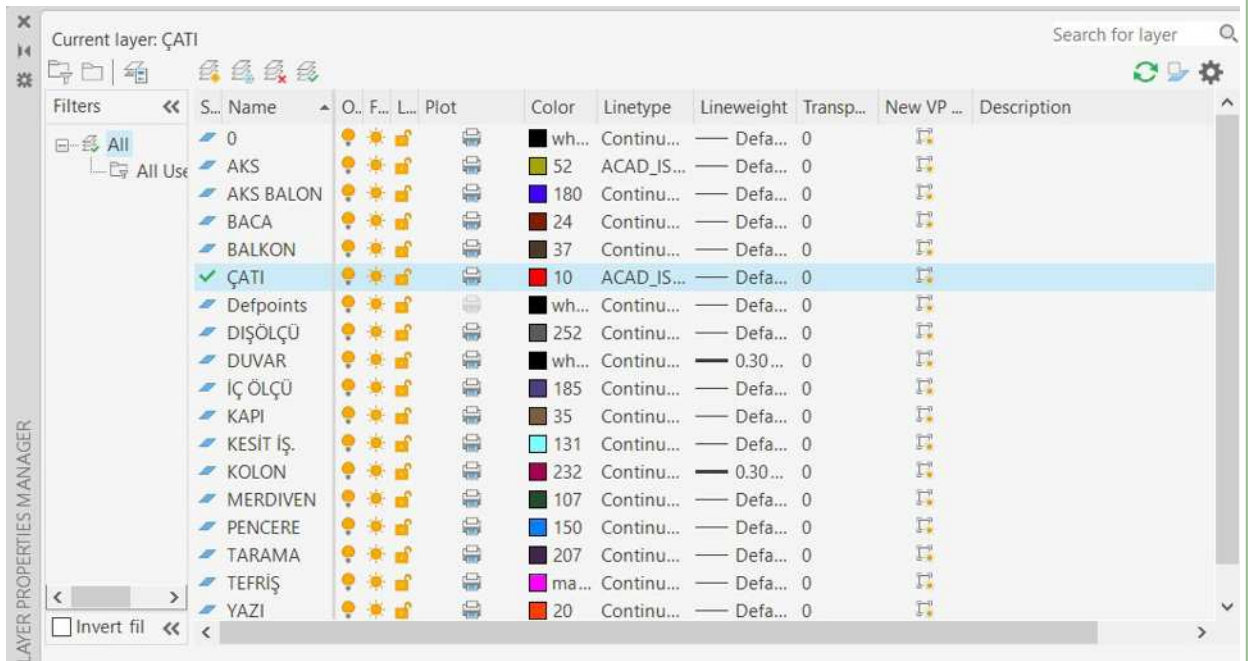 Current layer: ÇATI
Search for layer
Filters S... Name O.. F... L... Plot Color Linetype Lineweight Transp... New VP ... Description
All
All Use
0 wh... Continu... Defa... 0
AKS 52 ACAD_IS... Defa... 0
AKS BALON 180 Continu... Defa... 0
BACA 24 Continu... Defa... 0
BALKON 37 Continu... Defa... 0
ÇATI 10 ACAD_IS... Defa... 0
Defpoints wh... Continu... Defa... 0
DIŞÖLÇÜ 252 Continu... Defa... 0
DUVAR wh... Continu... 0.30 ... 0
İÇ ÖLÇÜ 185 Continu... Defa... 0
KAPI 35 Continu... Defa... 0
KESİT İŞ. 131 Continu... Defa... 0
KOLON 232 Continu... 0.30 ... 0
MERDIVEN 107 Continu... Defa... 0
PENCERE 150 Continu... Defa... 0
TARAMA 207 Continu... Defa... 0
TEFRİŞ ma... Continu... Defa... 0
YAZI 20 Continu... Defa... 0
Invert fil
LAYER PROPERTIES MANAGER